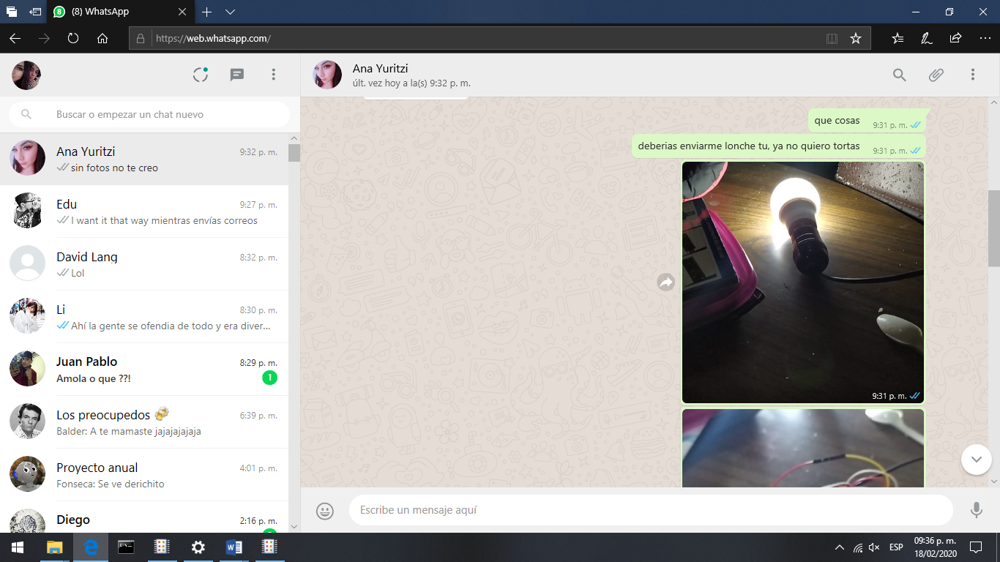 8
(8) WhatsApp
https://web.whatsapp.com/
Buscar o empezar un chat nuevo
Ana Yuritzi
9:32 p. m.
sin fotos no te creo
Edu
9:27 p. m.
I want it that way mientras envías correos
David Lang
8:32 p. m.
Lol
Li
8:30 p. m.
Ahí la gente se ofendia de todo y era diver...
Juan Pablo
8:29 p. m.
Amola o que ??!
1
Los preocupedos 🍻
6:39 p. m.
Balder: A te mamaste jajajajajaja
Proyecto anual
4:01 p. m.
Fonseca: Se ve derichito
Diego
2:16 p. m.
Ana Yuritzi
últ. vez hoy a la(s) 9:32 p. m.
que cosas
9:31 p. m.
deberias enviarme lonche tu, ya no quiero tortas
9:31 p. m.
9:31 p. m.
Escribe un mensaje aquí
ESP
09:36 p. m.
18/02/2020